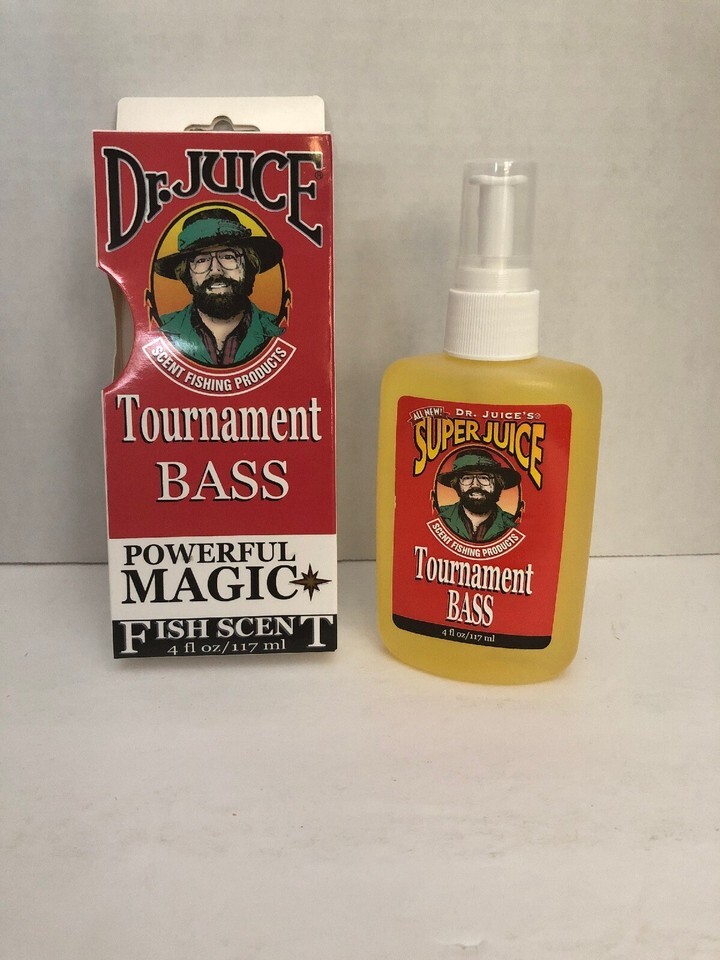 Dr. JUICE®
SCENT FISHING PRODUCTS
Tournament
BASS
POWERFUL
MAGIC
FISH SCENT
4 fl oz/117 ml
ALL NEW! DR. JUICE'S®
SUPER JUICE
SCENT FISHING PRODUCTS
Tournament
BASS
4 fl oz/117 ml